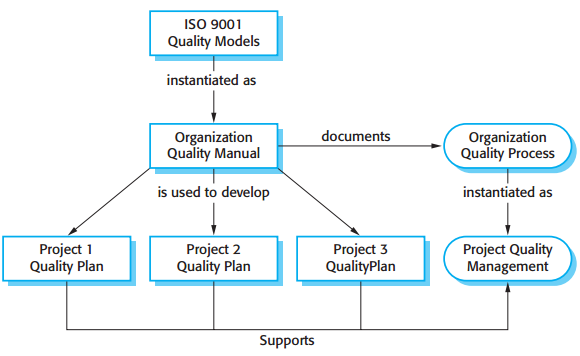 ISO 9001
Quality Models
instantiated as
Organization
Quality Manual
documents
Organization
Quality Process
is used to develop
instantiated as
Project 1
Quality Plan
Project 2
Quality Plan
Project 3
QualityPlan
Project Quality
Management
Supports